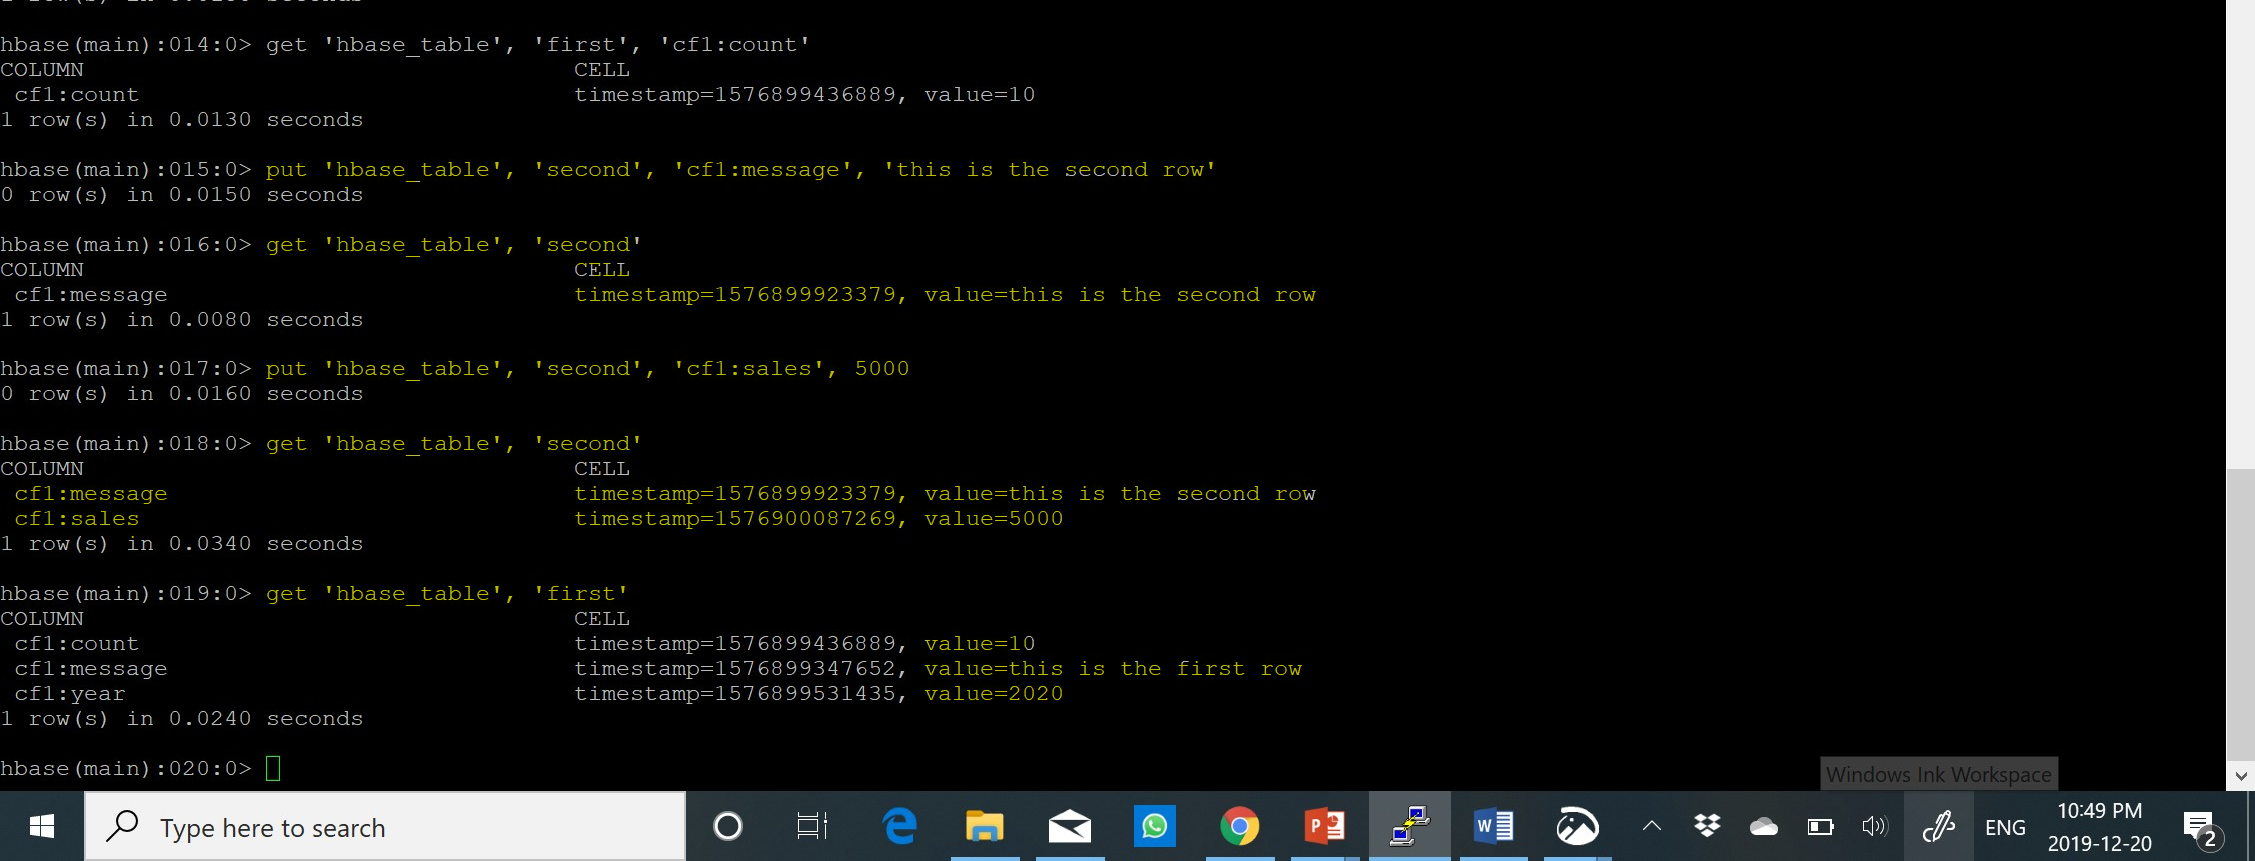 hbase(main):014:0> get 'hbase_table', 'first', 'cf1:count'
COLUMN CELL
cf1:count timestamp=1576899436889, value=10
1 row(s) in 0.0130 seconds
hbase(main):015:0> put 'hbase_table', 'second', 'cf1:message', 'this is the second row'
0 row(s) in 0.0150 seconds
hbase(main):016:0> get 'hbase_table', 'second'
COLUMN CELL
cf1:message timestamp=1576899923379, value=this is the second row
1 row(s) in 0.0080 seconds
hbase(main):017:0> put 'hbase_table', 'second', 'cf1:sales', 5000
0 row(s) in 0.0160 seconds
hbase(main):018:0> get 'hbase_table', 'second'
COLUMN CELL
cf1:message timestamp=1576899923379, value=this is the second row
cf1:sales timestamp=1576900087269, value=5000
1 row(s) in 0.0340 seconds
hbase(main):019:0> get 'hbase_table', 'first'
COLUMN CELL
cf1:count timestamp=1576899436889, value=10
cf1:message timestamp=1576899347652, value=this is the first row
cf1:year timestamp=1576899531435, value=2020
1 row(s) in 0.0240 seconds
hbase(main):020:0>
Windows Ink Workspace
Type here to search
ENG
10:49 PM
2019-12-20
2